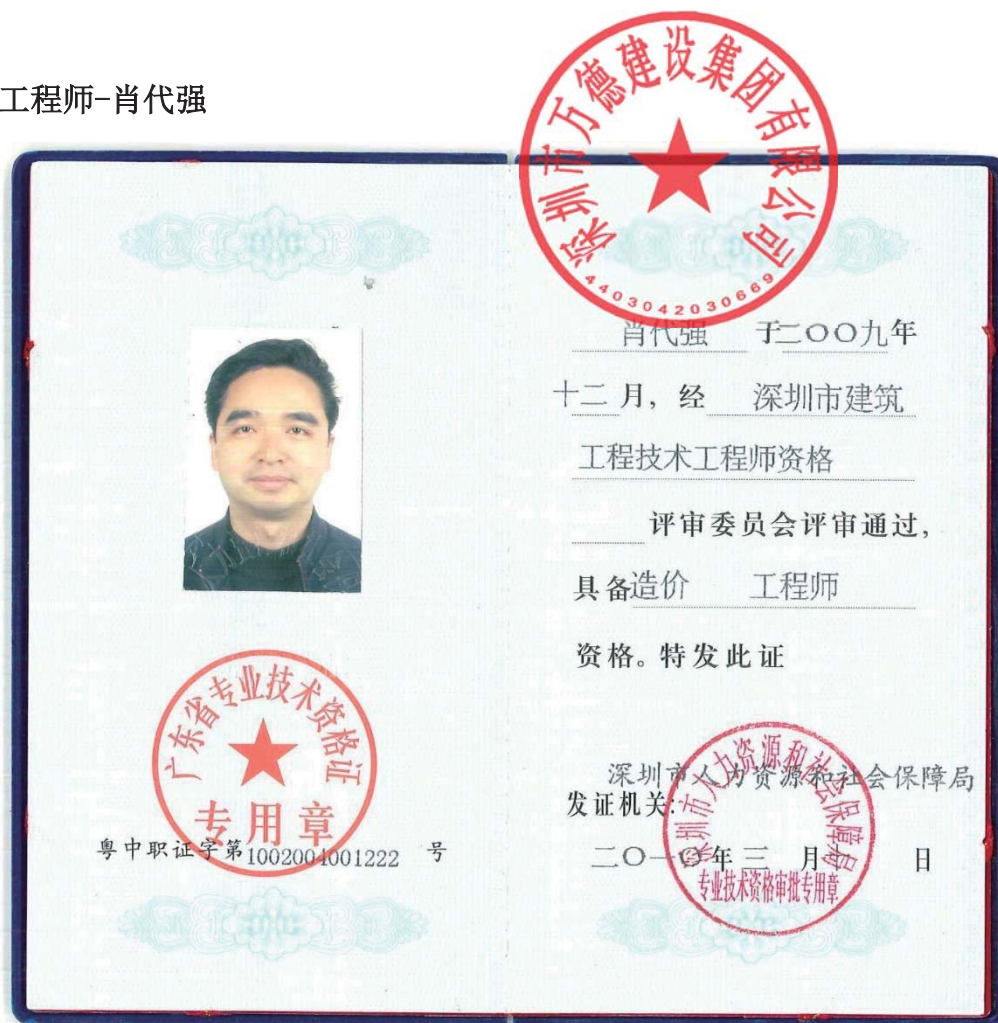 工程师-肖代强
深圳市万德建设集团有限公司
4403042030669
肖代强 于二〇〇九年
十二月，经 深圳市建筑
工程技术工程师资格
评审委员会评审通过，
具备造价 工程师
资格。特发此证
深圳市人力资源和社会保障局
发证机关：
二〇一〇年三 月 日
深圳市人力资源和社会保障局
专业技术资格审批专用章
广东省专业技术资格证
专用章
粤中职证字第1002004001222 号